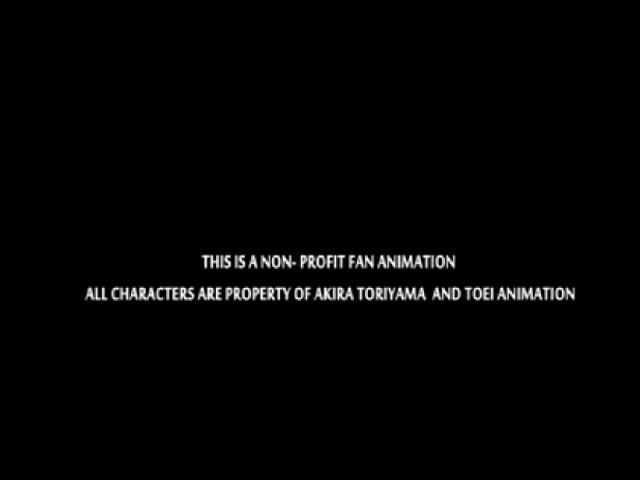 THIS IS A NON- PROFIT FAN ANIMATION
ALL CHARACTERS ARE PROPERTY OF AKIRA TORIYAMA AND TOEI ANIMATION